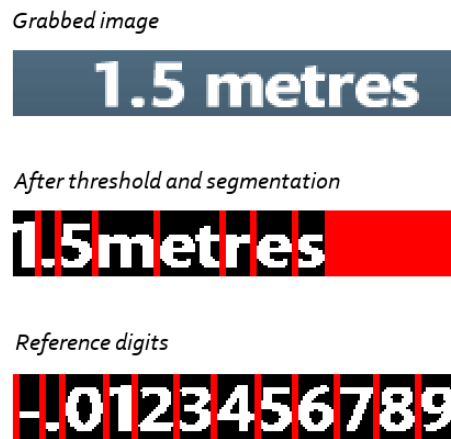 Grabbed image
1.5 metres
After threshold and segmentation
1.5metres
Reference digits
-.0123456789